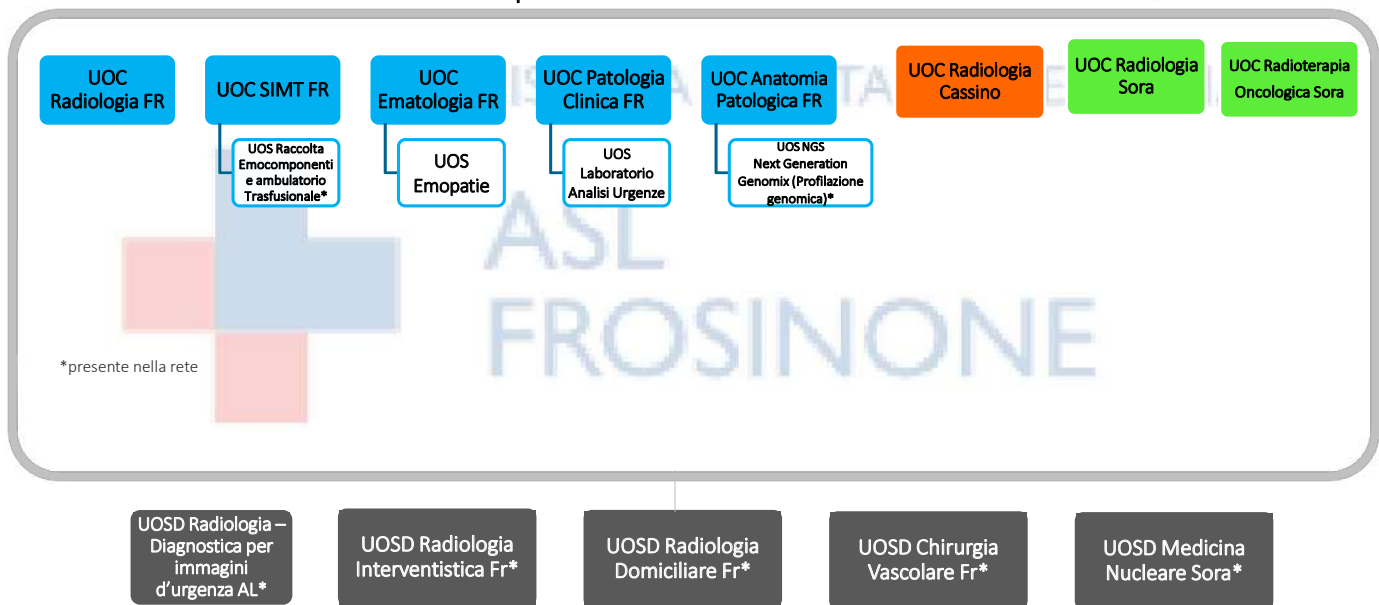 UOC
Radiologia FR
UOC SIMT FR
UOC
Ematologia FR
UOC Patologia
Clinica FR
UOC Anatomia
Patologica FR
UOC Radiologia
Cassino
UOC Radiologia
Sora
UOC Radioterapia
Oncologica Sora
UOS Raccolta
Emocomponenti
e ambulatorio
Trasfusionale*
UOS
Emopatie
UOS
Laboratorio
Analisi Urgenze
UOS NGS
Next Generation
Genomix (Profilazione
genomica)*
ASL
FROSINONE
*presente nella rete
UOSD Radiologia –
Diagnostica per
immagini
d'urgenza AL*
UOSD Radiologia
Interventistica Fr*
UOSD Radiologia
Domiciliare Fr*
UOSD Chirurgia
Vascolare Fr*
UOSD Medicina
Nucleare Sora*